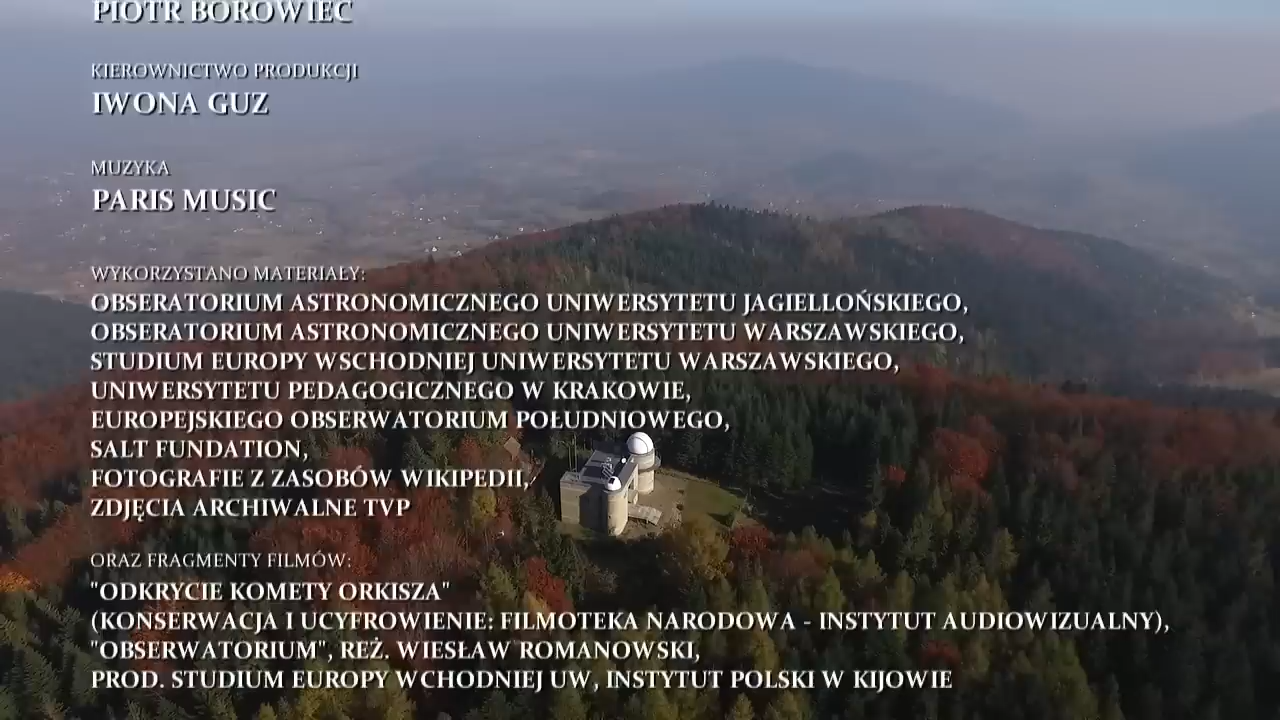 PIOTR BOROWIEC
KIEROWNICTWO PRODUKCJI
IWONA GUZ
MUZYKA
PARIS MUSIC
WYKORZYSTANO MATERIAŁY:
OBSERATORIUM ASTRONOMICZNEGO UNIWERSYTETU JAGIELLOŃSKIEGO,
OBSERATORIUM ASTRONOMICZNEGO UNIWERSYTETU WARSZAWSKIEGO,
STUDIUM EUROPY WSCHODNIEJ UNIWERSYTETU WARSZAWSKIEGO,
UNIWERSYTETU PEDAGOGICZNEGO W KRAKOWIE,
EUROPEJSKIEGO OBSERWATORIUM POŁUDNIOWEGO,
SALT FUNDATION,
FOTOGRAFIE Z ZASOBÓW WIKIPEDII,
ZDJĘCIA ARCHIWALNE TVP
ORAZ FRAGMENTY FILMÓW:
"ODKRYCIE KOMETY ORKISZA"
(KONSERWACJA I UCYFROWIENIE: FILMOTEKA NARODOWA - INSTYTUT AUDIOWIZUALNY),
"OBSERWATORIUM", REŻ. WIESŁAW ROMANOWSKI,
PROD. STUDIUM EUROPY WCHODNIEJ UW, INSTYTUT POLSKI W KIJOWIE